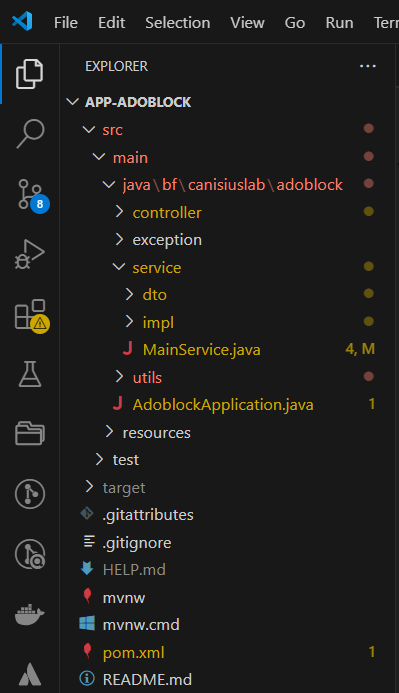 File Edit Selection View Go Run Tern
EXPLORER ...
APP-ADOBLOCK
src
main
java\bf\canisiuslab\adoblock
controller
8
exception
service
dto
impl
MainService.java 4, M
utils
AdoblockApplication.java 1
resources
test
target
.gitattributes
.gitignore
HELP.md
mvnw
mvnw.cmd
pom.xml 1
README.md